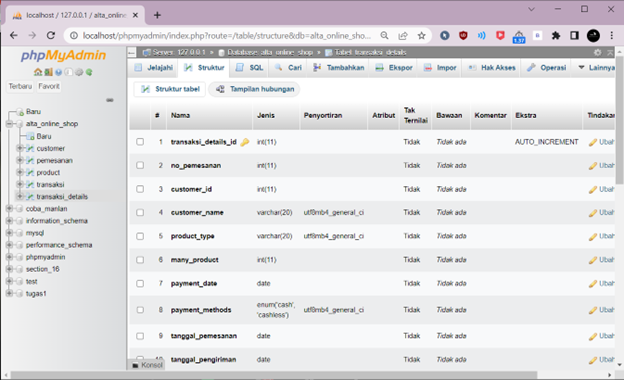 localhost / 127.0.0.1 / alta_onlin
localhost/phpmyadmin/index.php?route=/table/structure&db=alta_online_sho...
1.37
phpMyAdmin
Terbaru Favorit
Baru
alta_online_shop
Baru
customer
pemesanan
product
transaksi
transaksi_details
coba_manlan
information_schema
mysql
performance_schema
phpmyadmin
section_16
test
tugas1
Server: 127.0.0.1 » Database: alta_online_shop » Tabel: transaksi_details
Jelajahi Struktur SQL Cari Tambahkan Ekspor Impor Hak Akses Operasi Lainnya
Struktur tabel Tampilan hubungan
# Nama Jenis Penyortiran Atribut Tak Ternilai Bawaan Komentar Ekstra Tindakan
1 transaksi_details_id int(11) Tidak Tidak ada AUTO_INCREMENT Ubah
2 no_pemesanan int(11) Tidak Tidak ada Ubah
3 customer_id int(11) Tidak Tidak ada Ubah
4 customer_name varchar(20) utf8mb4_general_ci Tidak Tidak ada Ubah
5 product_type varchar(20) utf8mb4_general_ci Tidak Tidak ada Ubah
6 many_product int(11) Tidak Tidak ada Ubah
7 payment_date date Tidak Tidak ada Ubah
8 payment_methods enum('cash', 'cashless') utf8mb4_general_ci Tidak Tidak ada Ubah
9 tanggal_pemesanan date Tidak Tidak ada Ubah
10 tanggal_pengiriman date Tidak Tidak ada Ubah
Konsol